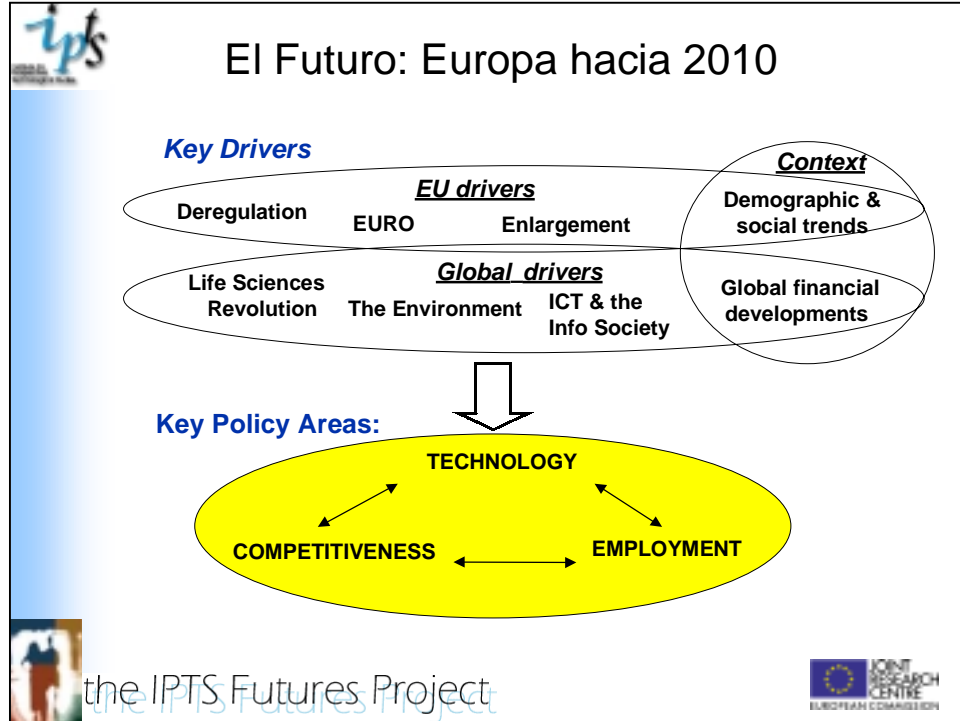 ipts
El Futuro: Europa hacia 2010
Key Drivers
Context
EU drivers
Deregulation
EURO
Enlargement
Demographic &
social trends
Global drivers
Life Sciences
Revolution
The Environment
ICT & the
Info Society
Global financial
developments
Key Policy Areas:
TECHNOLOGY
COMPETITIVENESS
EMPLOYMENT
the IPTS Futures Project
JOINT
RESEARCH
CENTRE
EUROPEAN COMMISSION